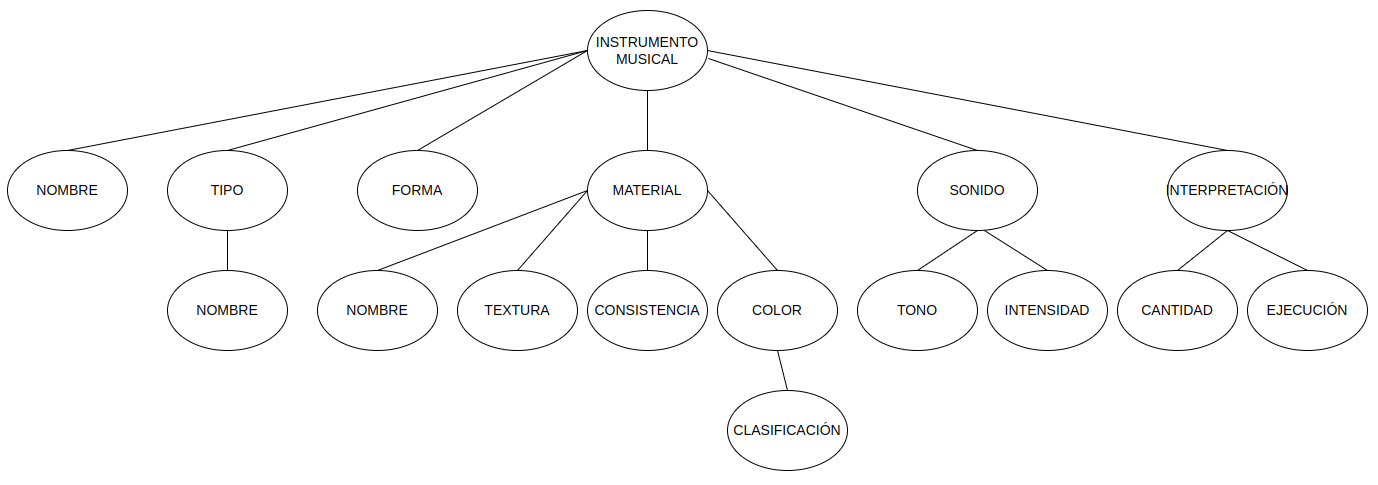 INSTRUMENTO
MUSICAL
NOMBRE
TIPO
FORMA
MATERIAL
SONIDO
INTERPRETACIÓN
NOMBRE
NOMBRE
TEXTURA
CONSISTENCIA
COLOR
TONO
INTENSIDAD
CANTIDAD
EJECUCIÓN
CLASIFICACIÓN